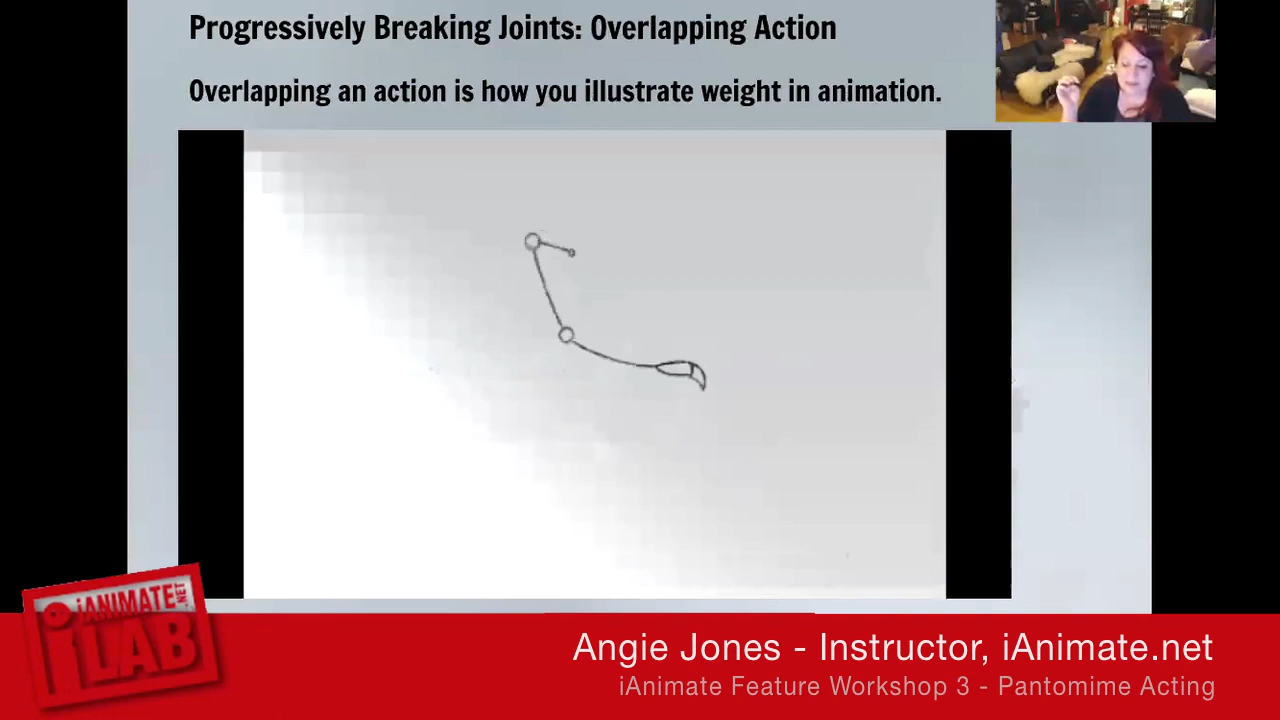 Progressively Breaking Joints: Overlapping Action
Overlapping an action is how you illustrate weight in animation.
iANIMATE.NET
iLAB
Angie Jones - Instructor, iAnimate.net
iAnimate Feature Workshop 3 - Pantomime Acting